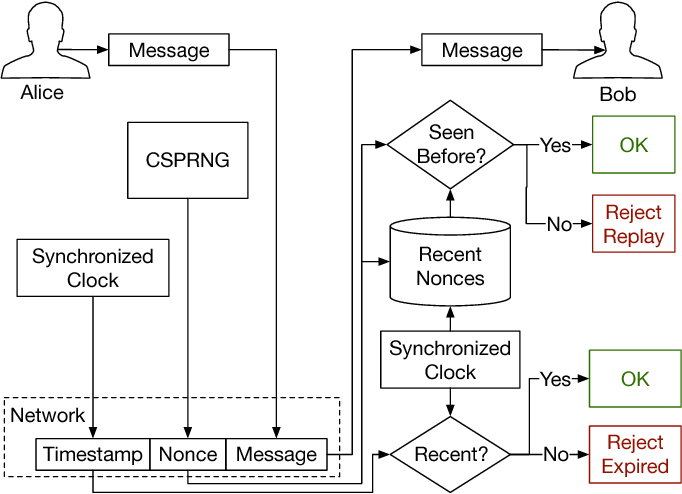 Message
Alice
Message
Bob
CSPRNG
Seen
Before?
Yes
OK
No
Reject
Replay
Synchronized
Clock
Recent
Nonces
Synchronized
Clock
Network
Timestamp
Nonce
Message
Recent?
Yes
OK
No
Reject
Expired